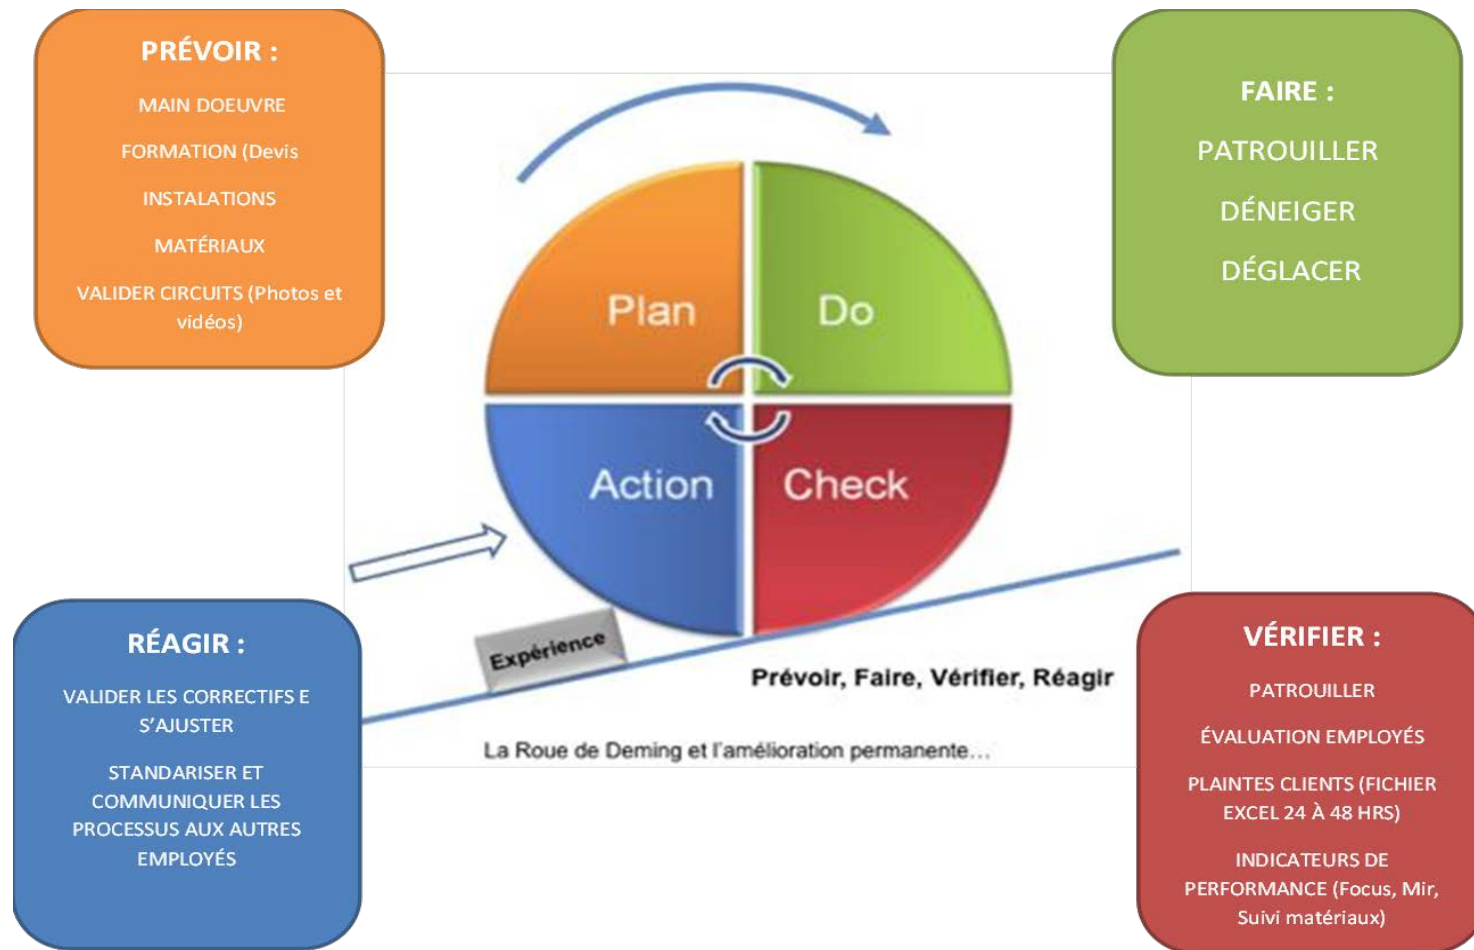 PRÉVOIR :
MAIN DOEUVRE
FORMATION (Devis
INSTALATIONS
MATÉRIAUX
VALIDER CIRCUITS (Photos et
vidéos)
FAIRE :
PATROUILLER
DÉNEIGER
DÉGLACER
Plan
Do
Action
Check
Expérience
Prévoir, Faire, Vérifier, Réagir
La Roue de Deming et l'amélioration permanente...
RÉAGIR :
VALIDER LES CORRECTIFS E
S'AJUSTER
STANDARISER ET
COMMUNIQUER LES
PROCESSUS AUX AUTRES
EMPLOYÉS
VÉRIFIER :
PATROUILLER
ÉVALUATION EMPLOYÉS
PLAINTES CLIENTS (FICHIER
EXCEL 24 À 48 HRS)
INDICATEURS DE
PERFORMANCE (Focus, Mir,
Suivi matériaux)